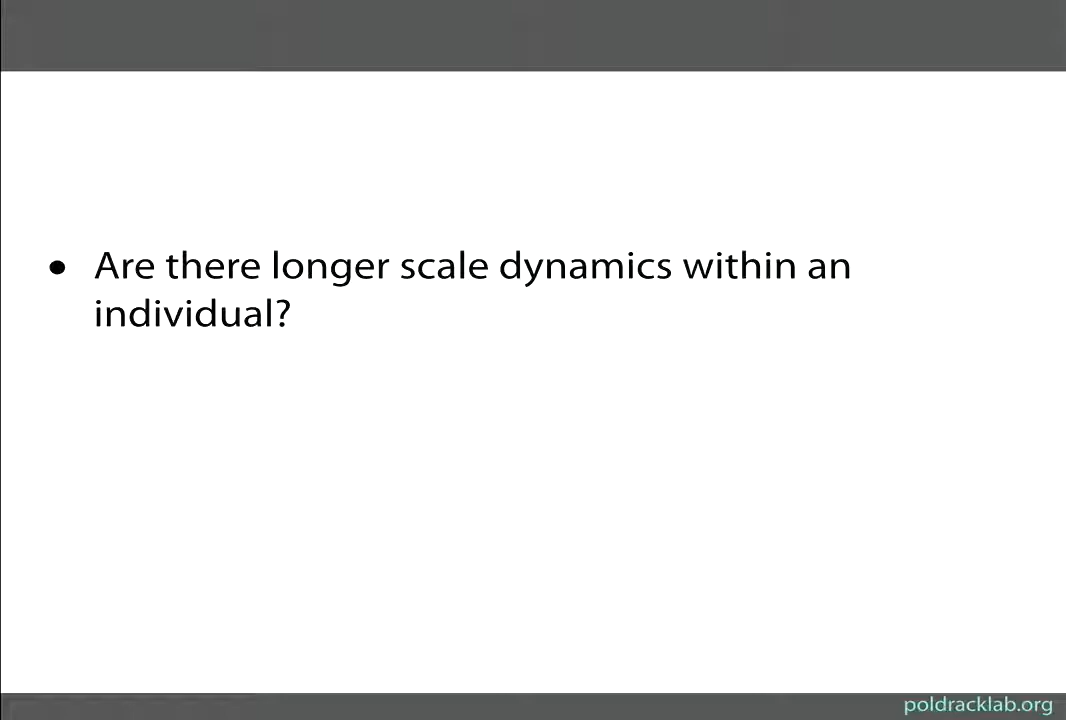 • Are there longer scale dynamics within an
individual?
poldracklab.org